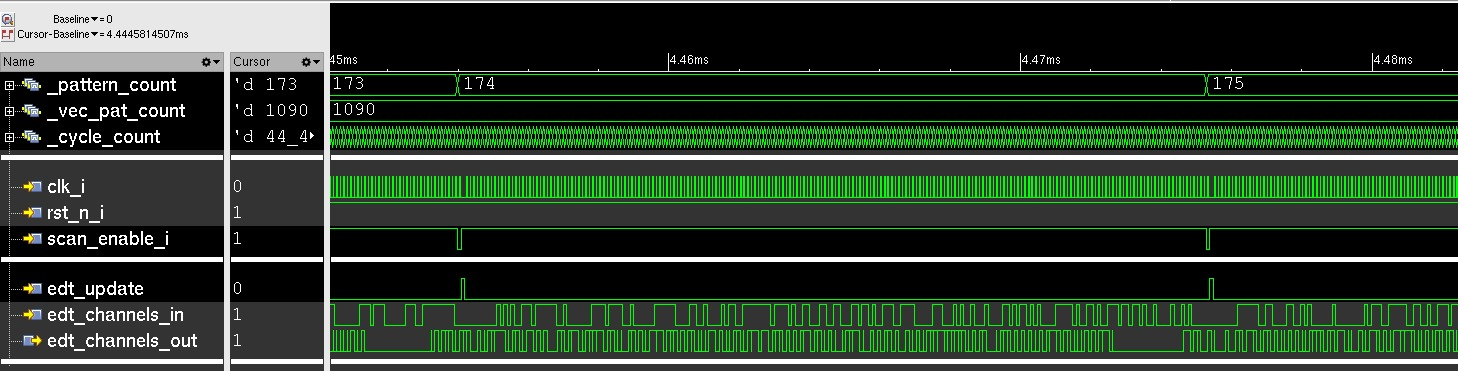 Baseline▼=0
Cursor-Baseline▼=4.4445814507ms
Name
Cursor
45ms
4.46ms
4.47ms
4.48ms
_pattern_count
'd 173
173
174
175
_vec_pat_count
'd 1090
1090
_cycle_count
'd 44_4
clk_i
0
rst_n_i
1
scan_enable_i
1
edt_update
0
edt_channels_in
1
edt_channels_out
1